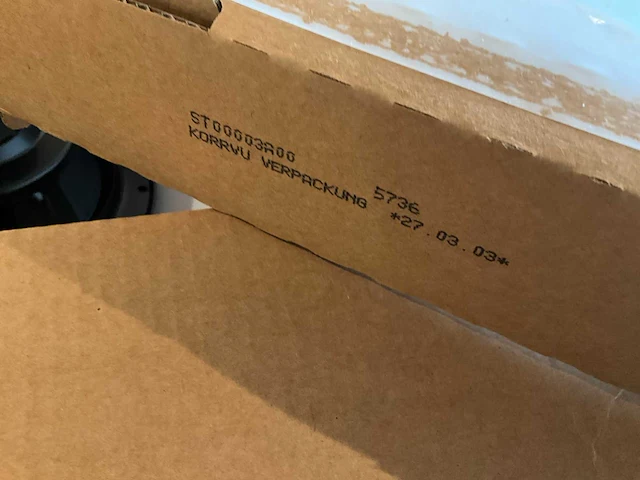 ST00003A00 5736
KORRVU VERPACKUNG *27.03.03*